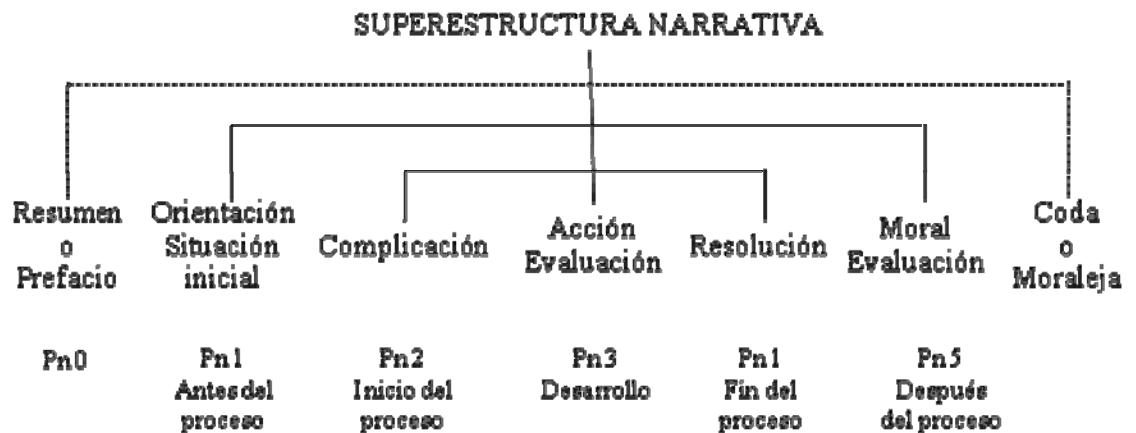 SUPERESTRUCTURA NARRATIVA
Resumen
o
Prefacio
Orientación
Situación
inicial
Complicación
Acción
Evaluación
Resolución
Moral
Evaluación
Coda
o
Moraleja
Pn0
Pn1
Antes del
proceso
Pn2
Inicio del
proceso
Pn3
Desarrollo
Pn1
Fin del
proceso
Pn5
Después
del proceso